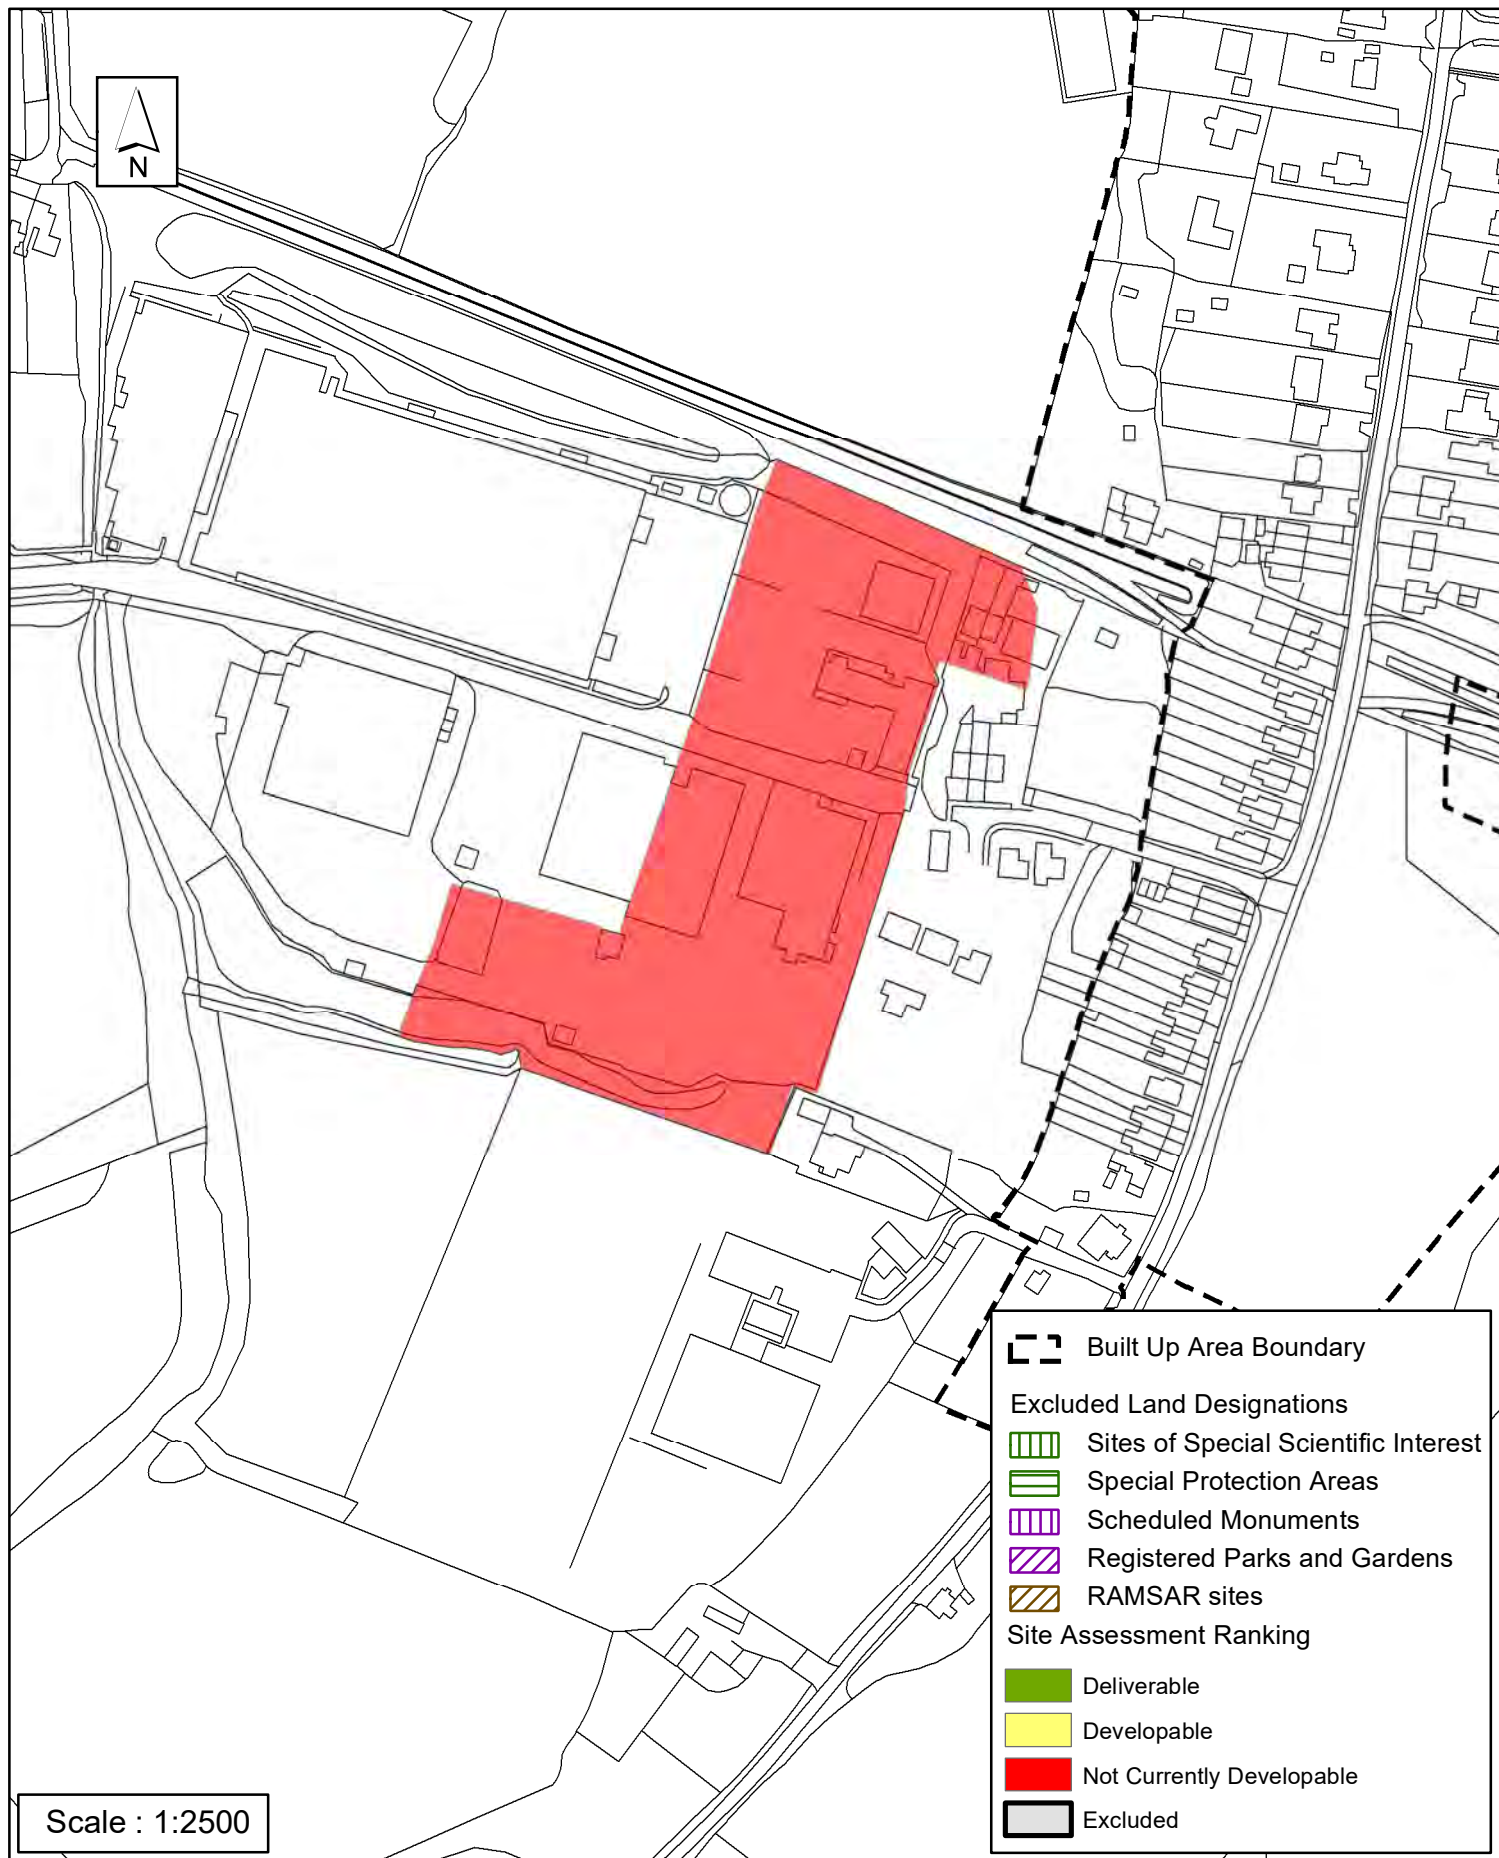 N
Built Up Area Boundary
Excluded Land Designations
Sites of Special Scientific Interest
Special Protection Areas
Scheduled Monuments
Registered Parks and Gardens
RAMSAR sites
Site Assessment Ranking
Deliverable
Developable
Not Currently Developable
Excluded
Scale : 1:2500